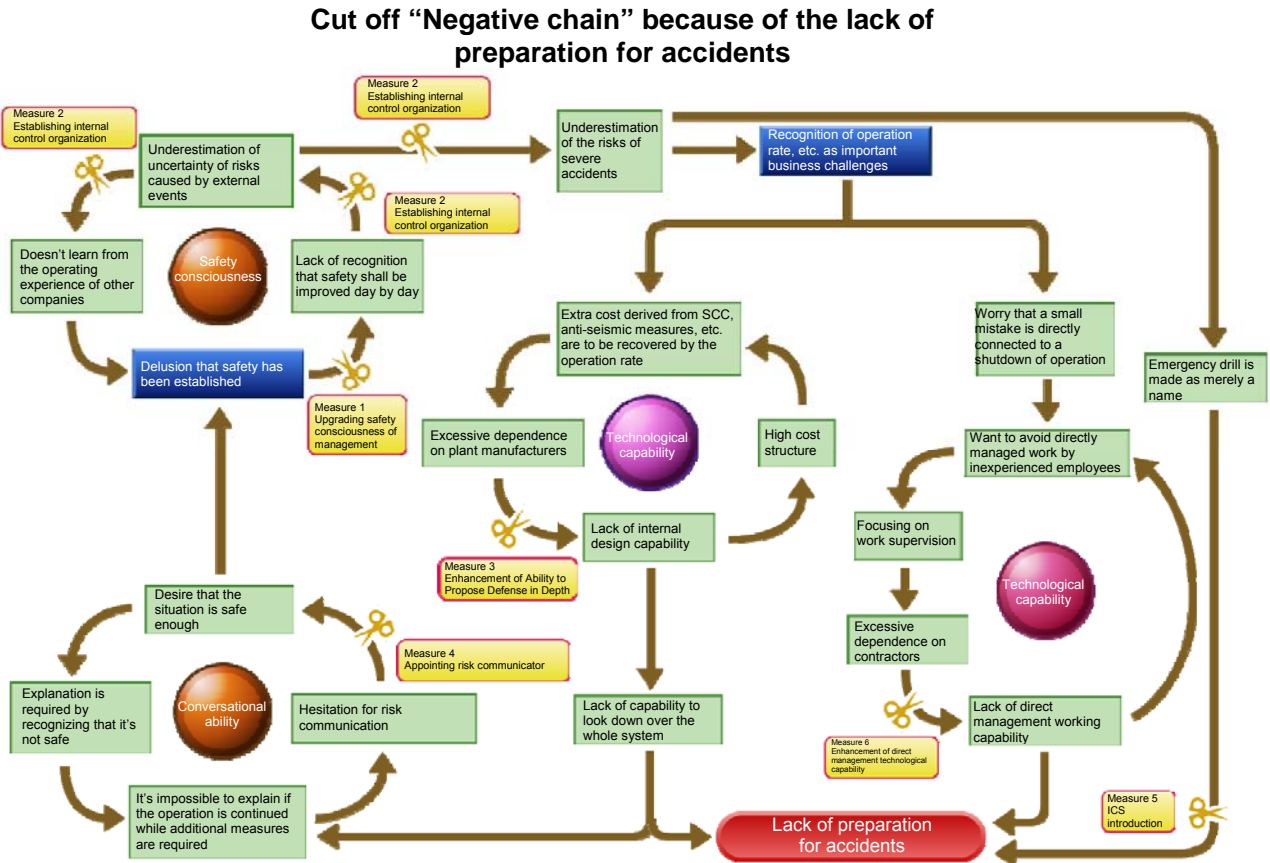 Cut off “Negative chain” because of the lack of
preparation for accidents
Measure 2
Establishing internal
control organization
Measure 2
Establishing internal
control organization
Underestimation of
uncertainty of risks
caused by external
events
Underestimation
of the risks of
severe
accidents
Recognition of operation
rate, etc. as important
business challenges
Measure 2
Establishing internal
control organization
Doesn’t learn from
the operating
experience of other
companies
Safety
consciousness
Lack of recognition
that safety shall be
improved day by day
Extra cost derived from SCC,
anti-seismic measures, etc.
are to be recovered by the
operation rate
Worry that a small
mistake is directly
connected to a
shutdown of operation
Delusion that safety has
been established
Emergency drill is
made as merely a
name
Measure 1
Upgrading safety
consciousness of
management
Excessive dependence
on plant manufacturers
Technological
capability
High cost
structure
Want to avoid directly
managed work by
inexperienced employees
Lack of internal
design capability
Focusing on
work supervision
Measure 3
Enhancement of Ability to
Propose Defense in Depth
Technological
capability
Desire that the
situation is safe
enough
Excessive
dependence on
contractors
Measure 4
Appointing risk communicator
Explanation is
required by
recognizing that it’s
not safe
Conversational
ability
Hesitation for risk
communication
Lack of capability to
look down over the
whole system
Lack of direct
management working
capability
Measure 6
Enhancement of direct
management technological
capability
It’s impossible to explain if
the operation is continued
while additional measures
are required
Measure 5
ICS
introduction
Lack of preparation
for accidents